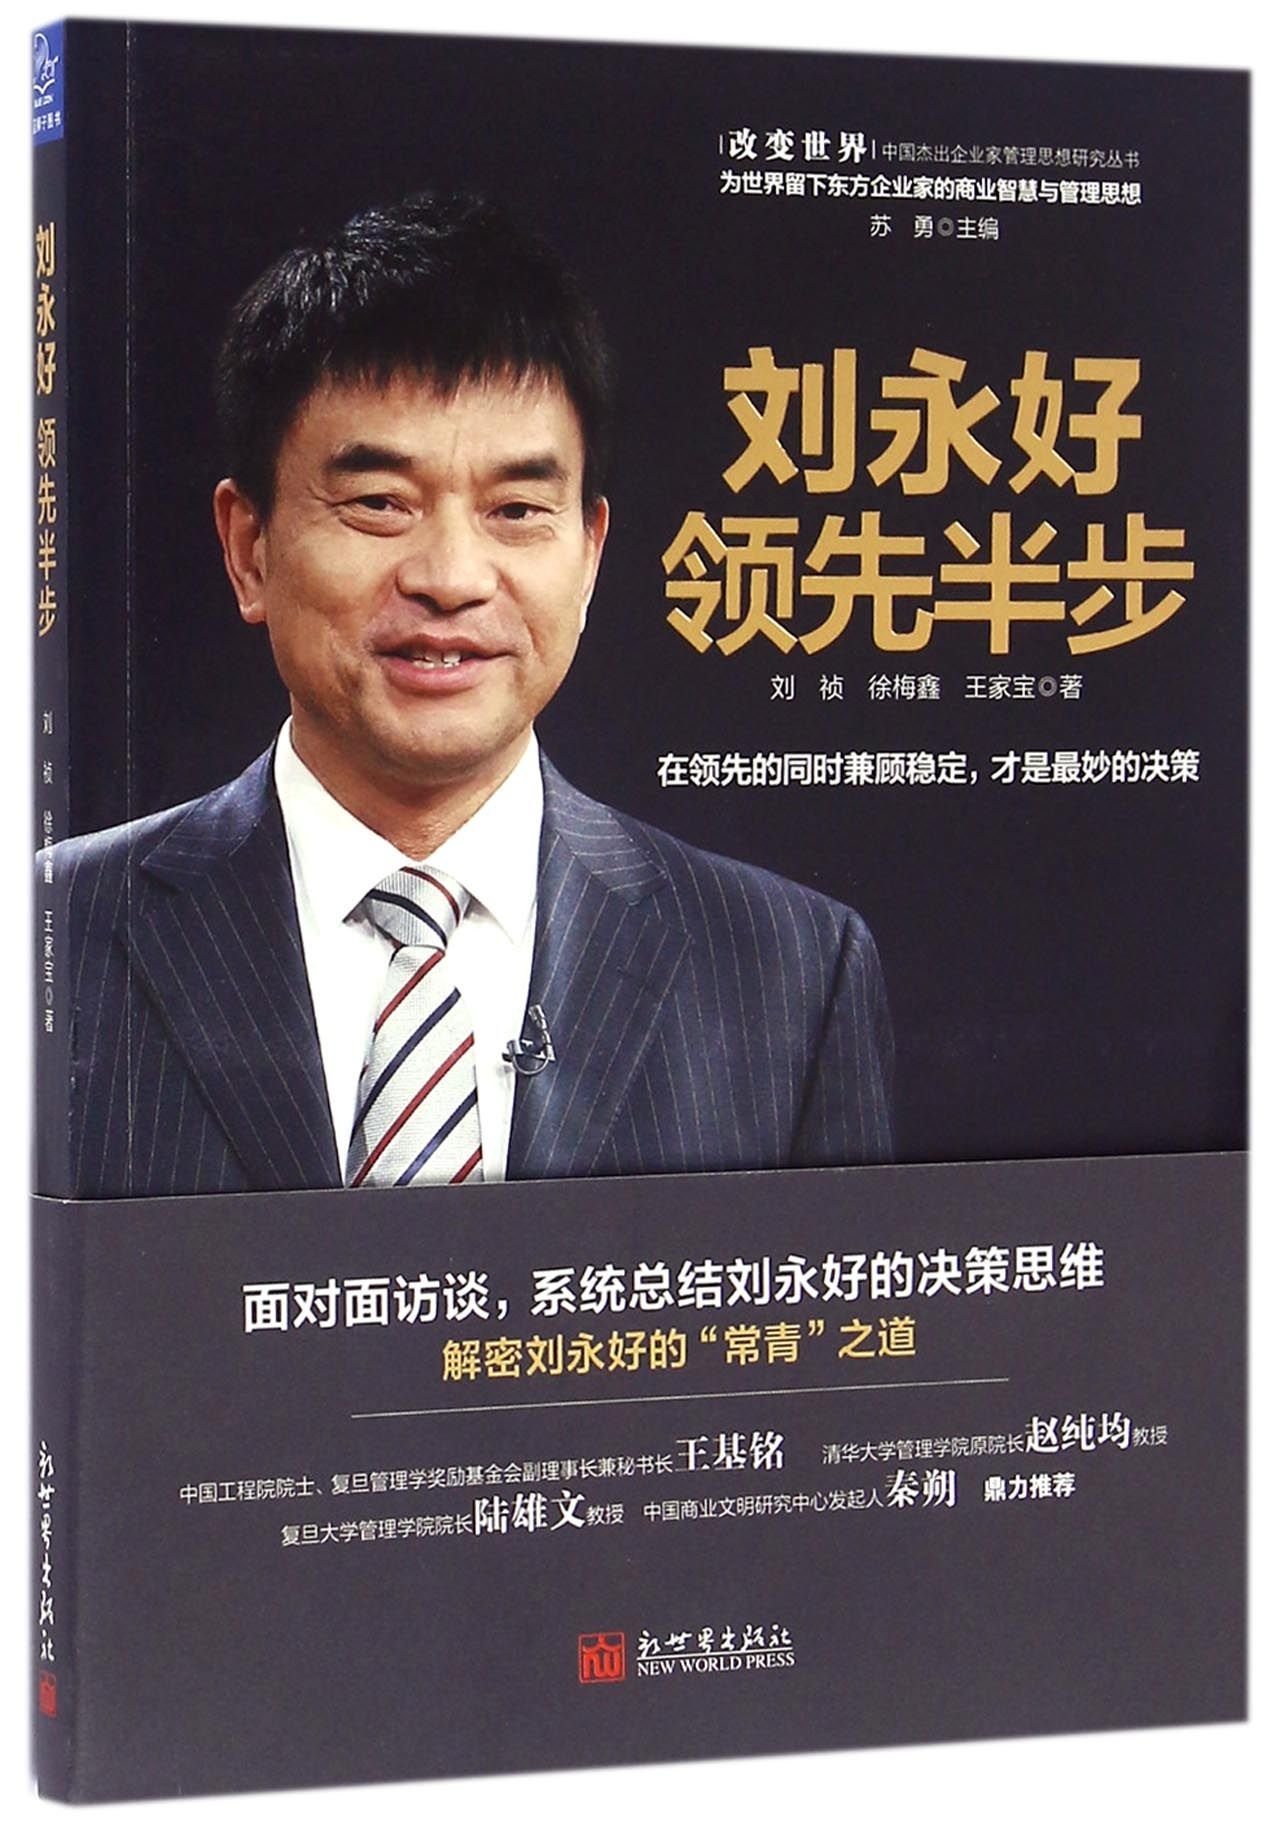 改变世界 中国杰出企业家管理思想研究丛书
为世界留下东方企业家的商业智慧与管理思想
苏 勇◎主编
刘永好
领先半步
刘 祯 徐梅鑫 王家宝◎著
在领先的同时兼顾稳定，才是最妙的决策
面对面访谈，系统总结刘永好的决策思维
解密刘永好的“常青”之道
中国工程院院士、复旦管理学奖励基金会副理事长兼秘书长王基铭 清华大学管理学院原院长赵纯均教授
复旦大学管理学院院长陆雄文教授 中国商业文明研究中心发起人秦朔 鼎力推荐
新世界出版社
NEW WORLD PRESS
刘永好 领先半步
刘 祯 徐梅鑫 王家宝◎著
新世界出版社